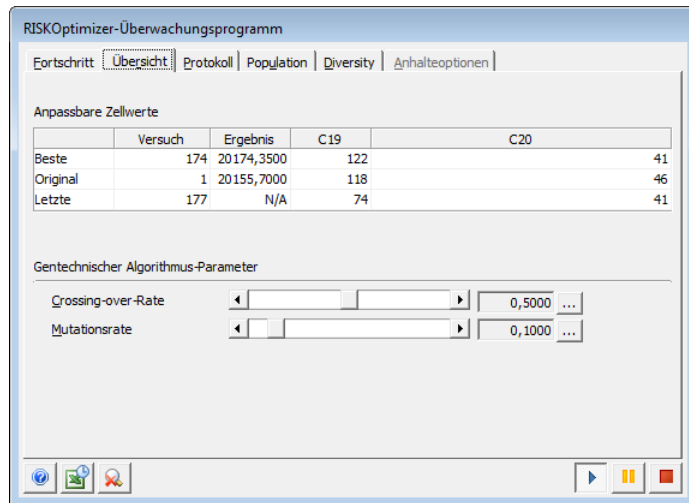 RISKOptimizer-Überwachungsprogramm
Fortschritt Übersicht Protokoll Population Diversity Anhalteoptionen
Anpassbare Zellwerte
Versuch Ergebnis C19 C20
Beste 174 20174,3500 122 41
Original 1 20155,7000 118 46
Letzte 177 N/A 74 41
Gentechnischer Algorithmus-Parameter
Crossing-over-Rate 0,5000 ...
Mutationsrate 0,1000 ...